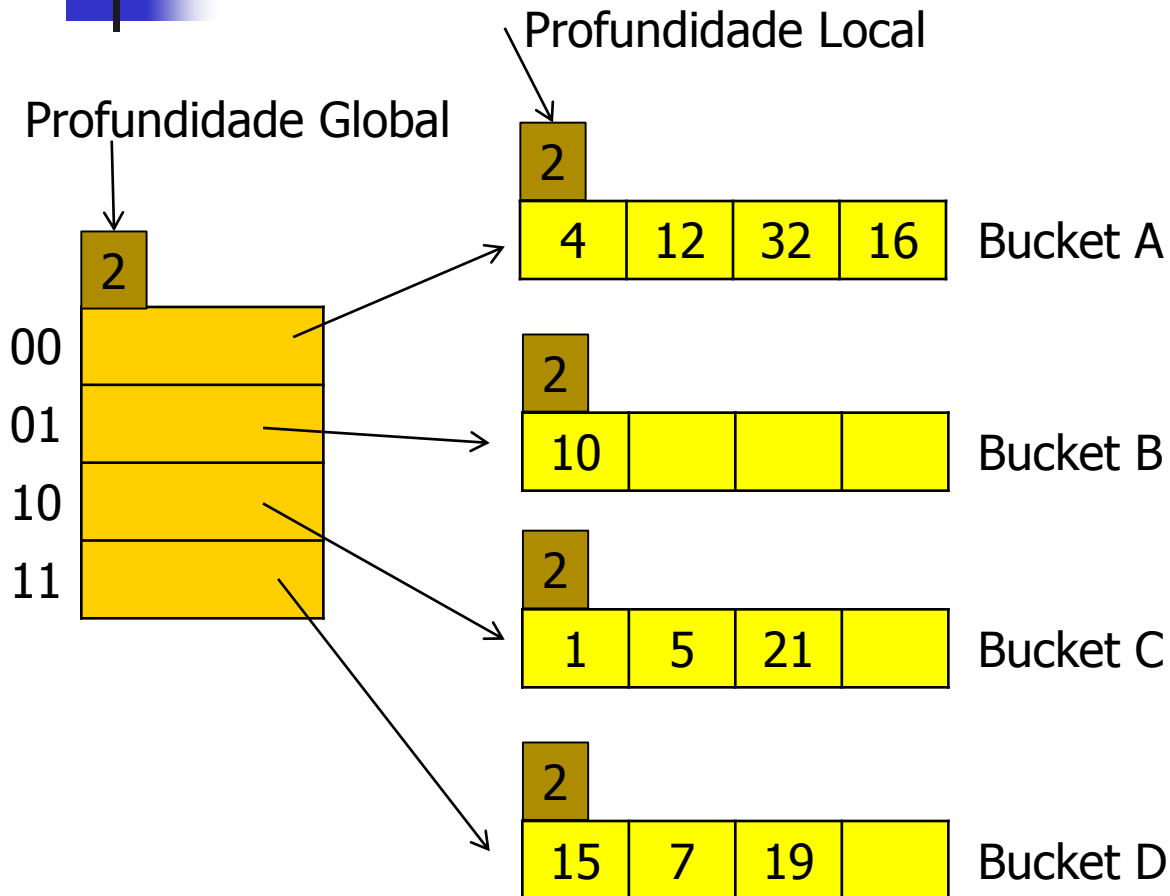 Profundidade Local
Profundidade Global
2
2
4 12 32 16 Bucket A
00
01
10
11
2
10 Bucket B
2
1 5 21 Bucket C
2
15 7 19 Bucket D